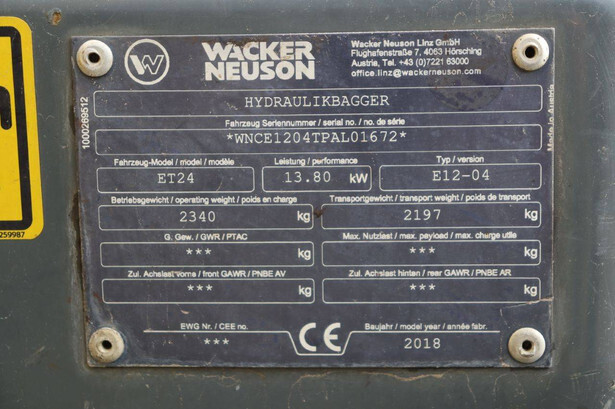 W
WACKER
NEUSON
Wacker Neuson Linz GmbH
Flughafenstraße 7, 4063 Hörsching
Austria, Tel. +43 (0)7221 63000
office.linz@wackerneuson.com
HYDRAULIKBAGGER
Fahrzeug Seriennummer / serial no. / no. de série
*WNCE1204TPAL01672*
Fahrzeug-Model / model / modèle
Leistung / performance
Typ / version
ET24
13.80 kW
E12-04
Betriebsgewicht / operating weight / poids en charge
Transportgewicht / transport weight / poids de transport
2340 kg
2197 kg
G. Gew. / GWR / PTAC
Max. Nutzlast / max. payload / max. charge utile
*** kg
*** kg
Zul. Achslast vorne / front GAWR / PNBE AV
Zul. Achslast hinten / rear GAWR / PNBE AR
*** kg
*** kg
EWG Nr. / CEE no.
***
CE
Baujahr / model year / année fabr.
2018
1000269512
Made in Austria
259987